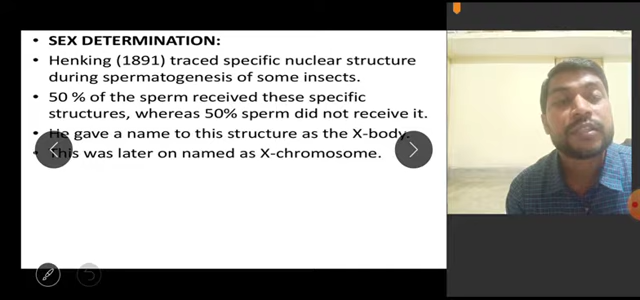 • SEX DETERMINATION:
• Henking (1891) traced specific nuclear structure
during spermatogenesis of some insects.
• 50 % of the sperm received these specific
structures, whereas 50% sperm did not receive it.
• He gave a name to this structure as the X-body.
• This was later on named as X-chromosome.